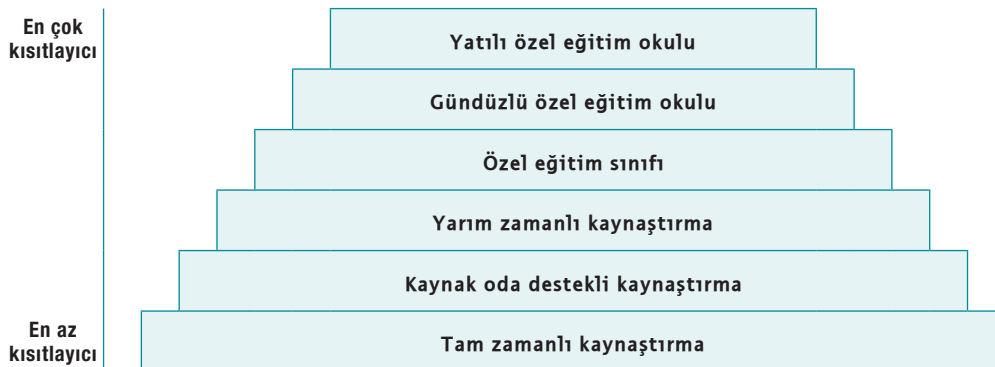 En çok
kısıtlayıcı
Yatılı özel eğitim okulu
Gündüzlü özel eğitim okulu
Özel eğitim sınıfı
Yarım zamanlı kaynaştırma
Kaynak oda destekli kaynaştırma
En az
kısıtlayıcı
Tam zamanlı kaynaştırma